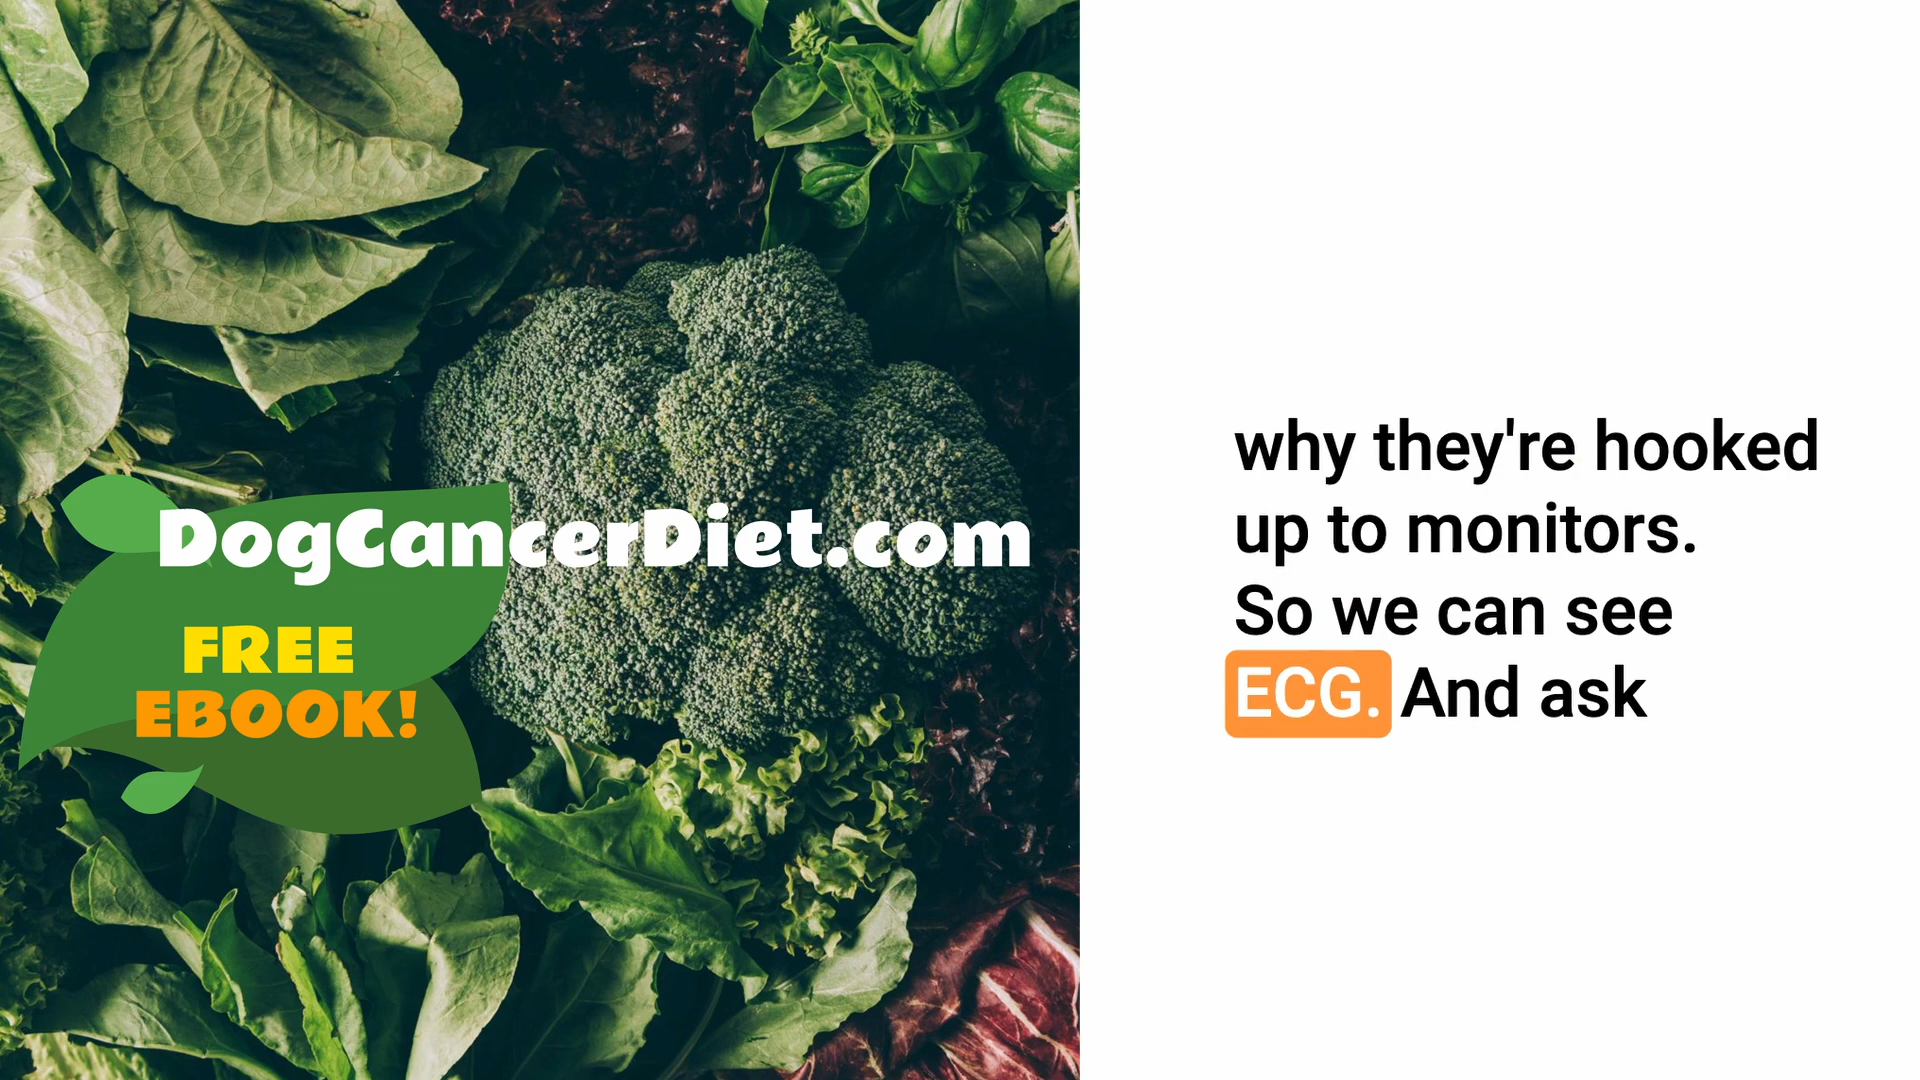 DogCancerDiet.com
FREE
EBOOK!
why they're hooked
up to monitors.
So we can see
ECG. And ask